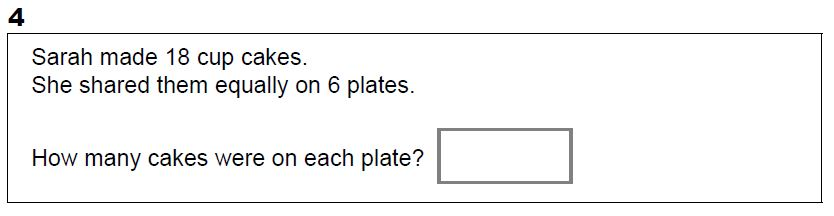 4
Sarah made 18 cup cakes.
She shared them equally on 6 plates.
How many cakes were on each plate?